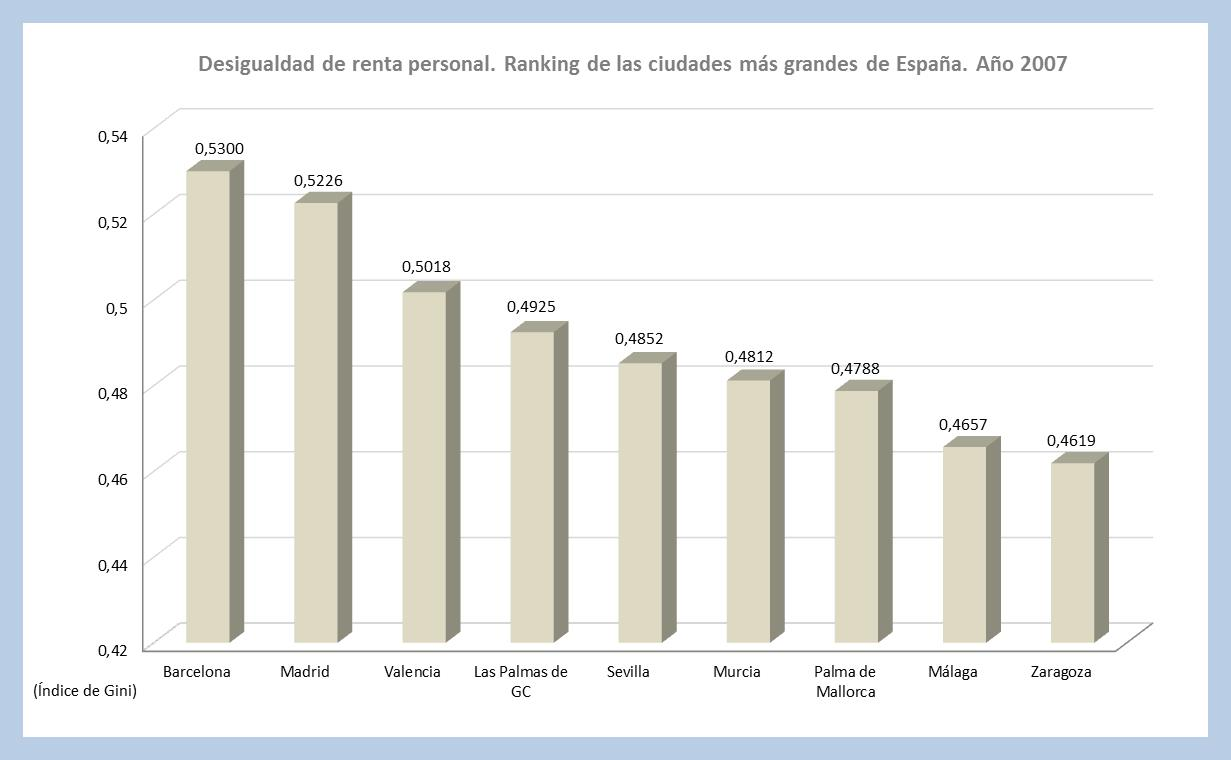 Desigualdad de renta personal. Ranking de las ciudades más grandes de España. Año 2007
0,54
0,52
0,5
0,48
0,46
0,44
0,42
0,5300
0,5226
0,5018
0,4925
0,4852
0,4812
0,4788
0,4657
0,4619
Barcelona
Madrid
Valencia
Las Palmas de
GC
Sevilla
Murcia
Palma de
Mallorca
Málaga
Zaragoza
(Índice de Gini)